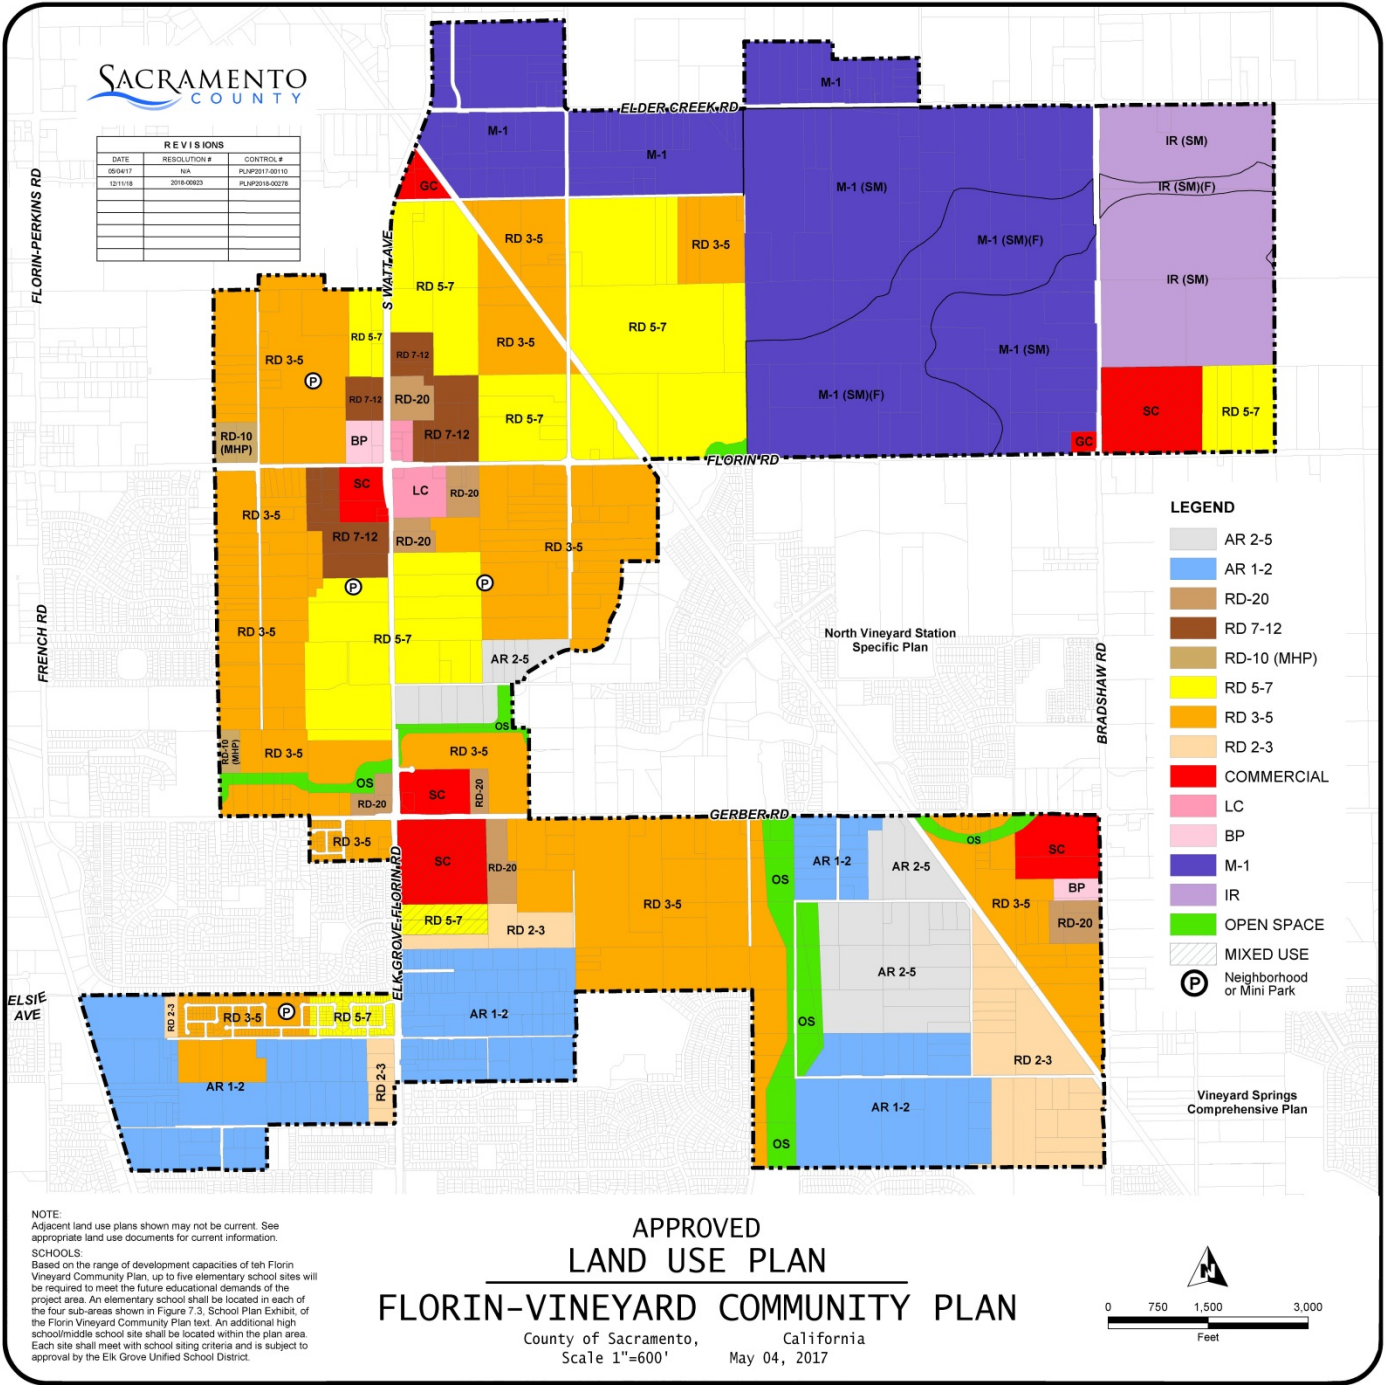 SACRAMENTO
COUNTY
REVISIONS
DATE RESOLUTION # CONTROL #
05/04/17 N/A PLNP2017-00110
12/11/18 2018-00923 PLNP2018-00278
FLORIN-PERKINS RD
FRENCH RD
ELSIE
AVE
S WATT AVE
ELK GROVE-FLORIN RD
ELDER CREEK RD
FLORIN RD
GERBER RD
BRADSHAW RD
M-1
M-1
M-1
GC
M-1 (SM)
M-1 (SM)(F)
M-1 (SM)
M-1 (SM)(F)
GC
IR (SM)
IR (SM)(F)
IR (SM)
SC
RD 5-7
RD 3-5
RD 3-5
RD 5-7
RD 5-7
RD 3-5
RD 5-7
RD 3-5
RD 5-7
RD 7-12
RD 7-12
RD-20
RD 7-12
BP
RD-10
(MHP)
SC
LC
RD-20
RD 3-5
RD 7-12
RD-20
RD 3-5
P
P
P
RD 3-5
RD 5-7
AR 2-5
OS
RD-10
(MHP)
RD 3-5
RD 3-5
OS
RD-20
SC
RD-20
RD 3-5
SC
RD-20
RD 5-7
RD 2-3
RD 3-5
OS
AR 1-2
AR 2-5
OS
SC
BP
RD 3-5
RD-20
AR 2-5
OS
RD 2-3
AR 1-2
OS
AR 1-2
RD 2-3
RD 3-5
P
RD 5-7
AR 1-2
RD 2-3
North Vineyard Station
Specific Plan
Vineyard Springs
Comprehensive Plan
LEGEND
AR 2-5
AR 1-2
RD-20
RD 7-12
RD-10 (MHP)
RD 5-7
RD 3-5
RD 2-3
COMMERCIAL
LC
BP
M-1
IR
OPEN SPACE
MIXED USE
P Neighborhood
or Mini Park
NOTE:
Adjacent land use plans shown may not be current. See
appropriate land use documents for current information.
SCHOOLS:
Based on the range of development capacities of teh Florin
Vineyard Community Plan, up to five elementary school sites will
be required to meet the future educational demands of the
project area. An elementary school shall be located in each of
the four sub-areas shown in Figure 7.3, School Plan Exhibit, of
the Florin Vineyard Community Plan text. An additional high
school/middle school site shall be located within the plan area.
Each site shall meet with school siting criteria and is subject to
approval by the Elk Grove Unified School District.
APPROVED
LAND USE PLAN
FLORIN-VINEYARD COMMUNITY PLAN
County of Sacramento, California
Scale 1"=600' May 04, 2017
N
0 750 1,500 3,000
Feet